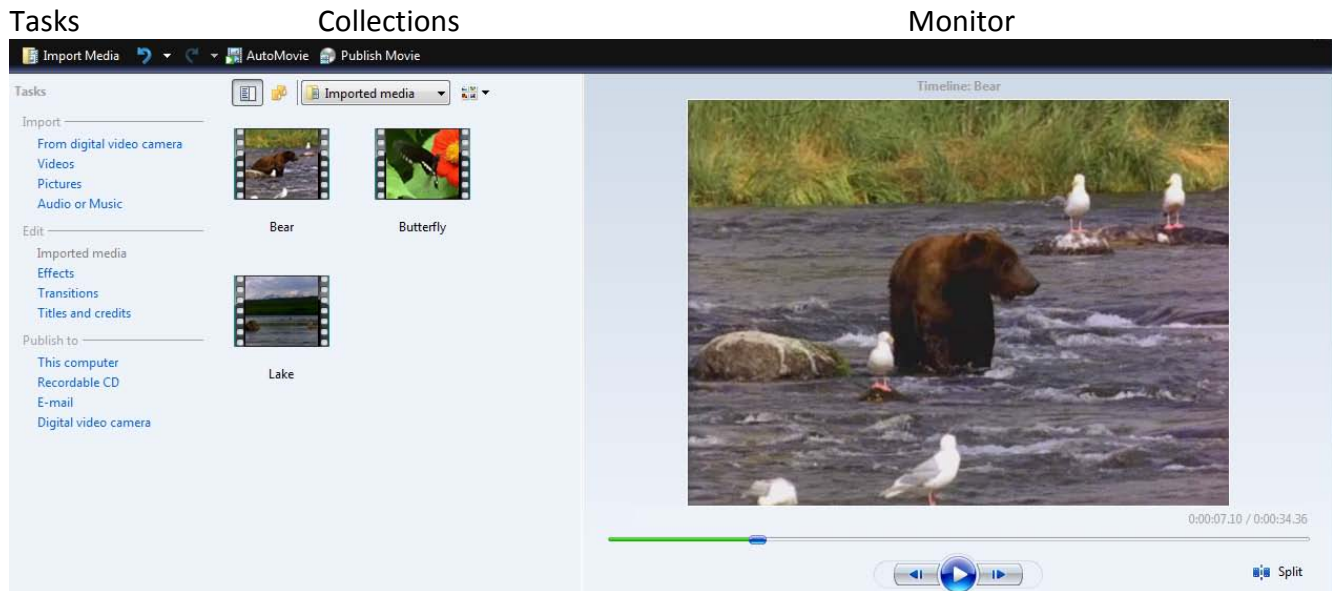 Tasks Collections Monitor
Import Media AutoMovie Publish Movie
Tasks
Import
From digital video camera
Videos
Pictures
Audio or Music
Edit
Imported media
Effects
Transitions
Titles and credits
Publish to
This computer
Recordable CD
E-mail
Digital video camera
Imported media
Bear Butterfly
Lake
Timeline: Bear
0:00:07.10 / 0:00:34.36
Split